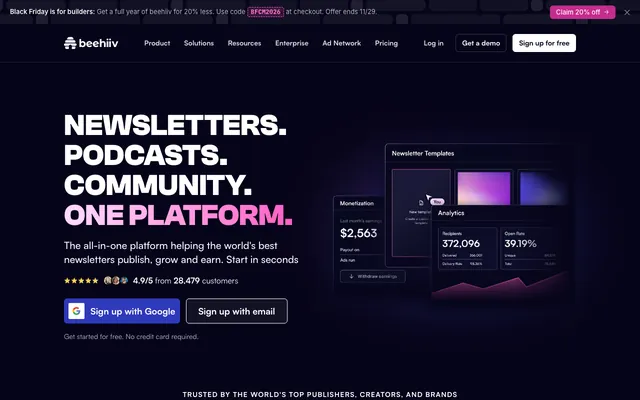 Black Friday is for builders: Get a full year of beehiiv for 20% less. Use code BFCM2026 at checkout. Offer ends 11/29.
Claim 20% off →
beehiiv
Product Solutions Resources Enterprise Ad Network Pricing Log in Get a demo Sign up for free
NEWSLETTERS.
PODCASTS.
COMMUNITY.
ONE PLATFORM.
The all-in-one platform helping the world's best
newsletters publish, grow and earn. Start in seconds
4.9/5 from 28,479 customers
Sign up with Google
Sign up with email
Get started for free. No credit card required.
Newsletter Templates
You
Monetization
Last month's earnings
$2,563
Payout on
Ads run
Withdraw earnings
Analytics
Recipients
372,096
Open Rate
39.19%
TRUSTED BY THE WORLD'S TOP PUBLISHERS, CREATORS, AND BRANDS